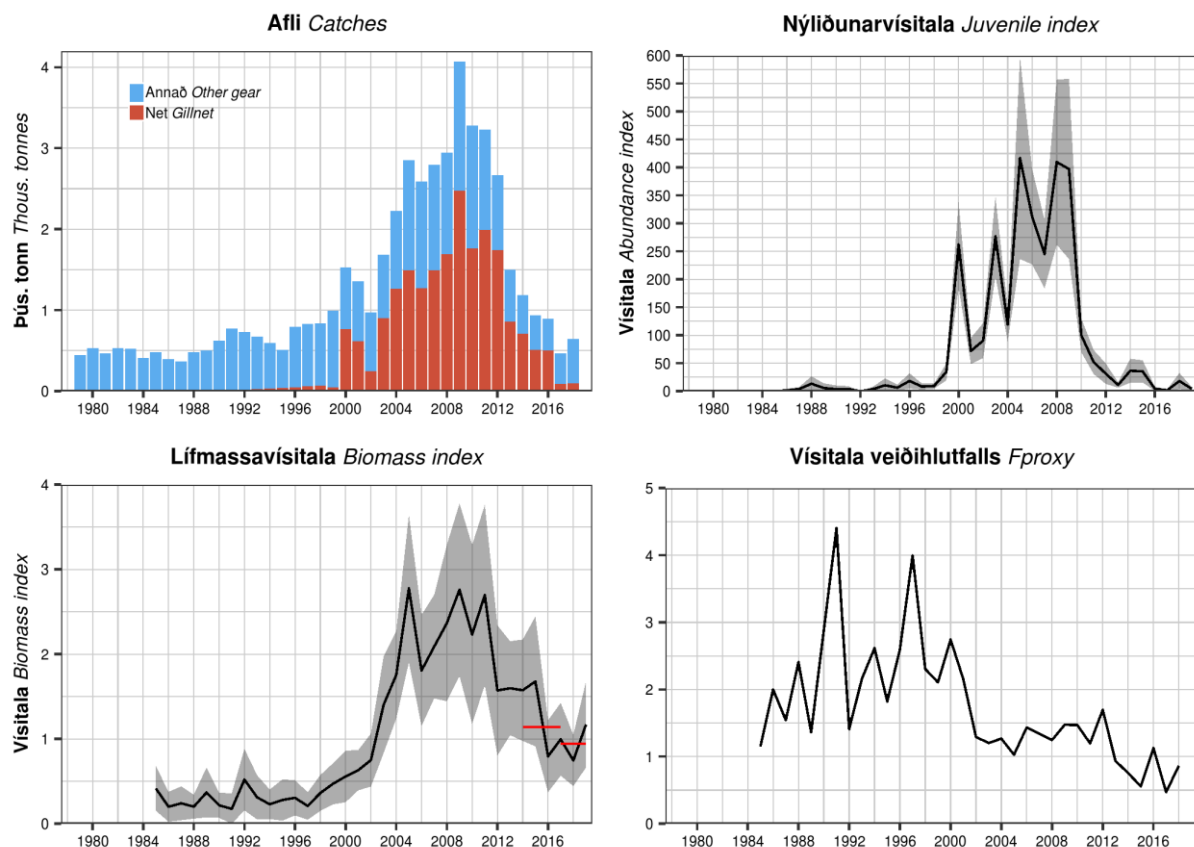 Afli Catches
Þús. tonn Thous. tonnes
4
3
2
1
0
Annað Other gear
Net Gillnet
1980 1984 1988 1992 1996 2000 2004 2008 2012 2016
Nýliðunarvísitala Juvenile index
Vísitala Abundance index
600
550
500
450
400
350
300
250
200
150
100
50
0
1980 1984 1988 1992 1996 2000 2004 2008 2012 2016
Lífmassavísitala Biomass index
Vísitala Biomass index
4
3
2
1
0
1980 1984 1988 1992 1996 2000 2004 2008 2012 2016
Vísitala veiðihlutfalls Fproxy
5
4
3
2
1
0
1980 1984 1988 1992 1996 2000 2004 2008 2012 2016